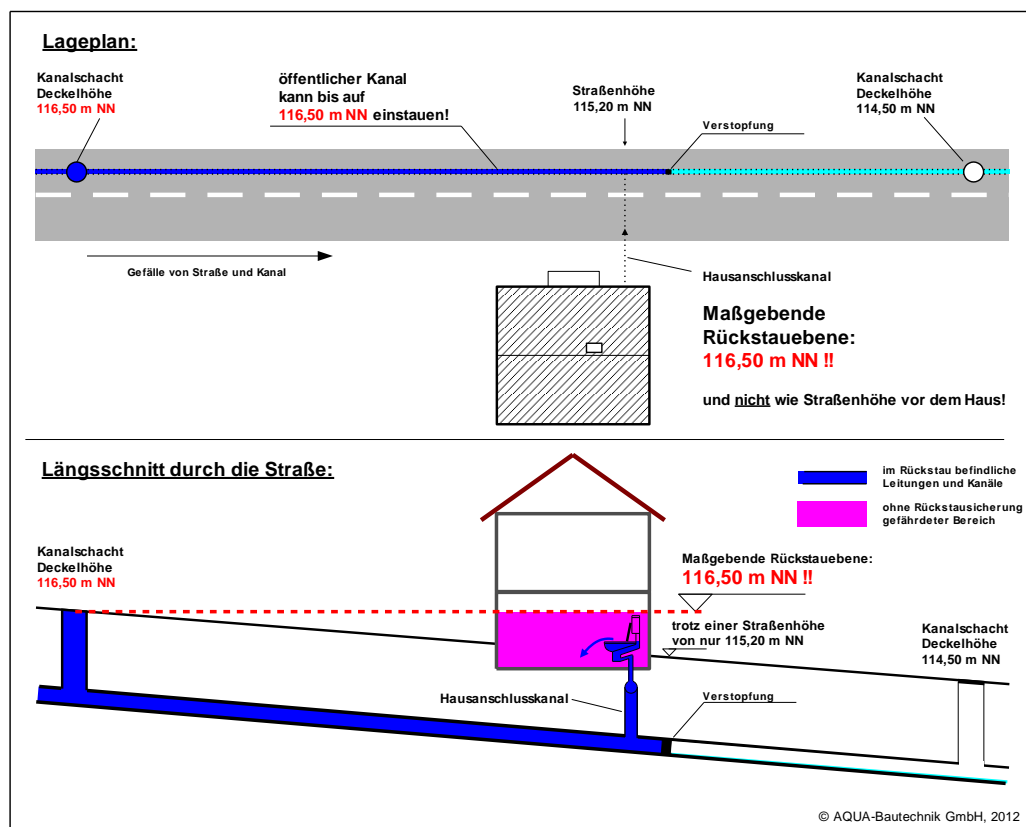 Lageplan:
Kanalschacht
Deckelhöhe
116,50 m NN
öffentlicher Kanal
kann bis auf
116,50 m NN einstauen!
Straßenhöhe
115,20 m NN
Verstopfung
Kanalschacht
Deckelhöhe
114,50 m NN
Gefälle von Straße und Kanal
Hausanschlusskanal
Maßgebende
Rückstauebene:
116,50 m NN !!
und nicht wie Straßenhöhe vor dem Haus!
Längsschnitt durch die Straße:
im Rückstau befindliche
Leitungen und Kanäle
ohne Rückstausicherung
gefährdeter Bereich
Kanalschacht
Deckelhöhe
116,50 m NN
Maßgebende Rückstauebene:
116,50 m NN !!
trotz einer Straßenhöhe
von nur 115,20 m NN
Kanalschacht
Deckelhöhe
114,50 m NN
Hausanschlusskanal
Verstopfung
© AQUA-Bautechnik GmbH, 2012